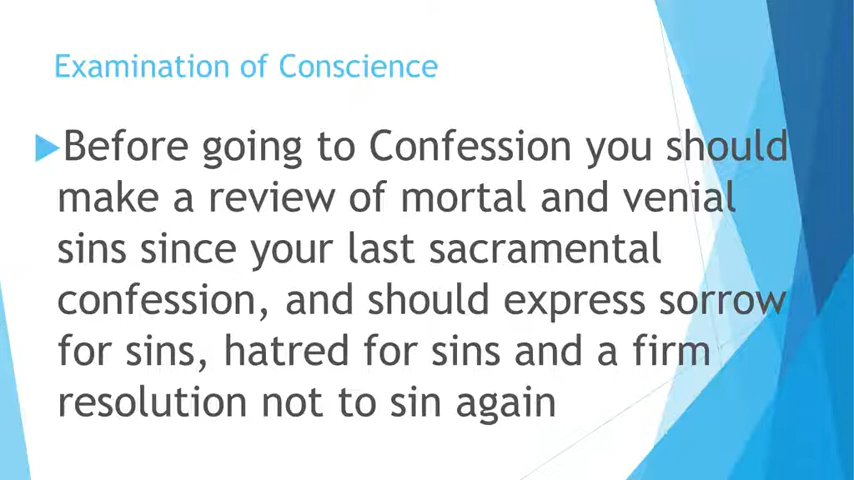 Examination of Conscience
Before going to Confession you should
make a review of mortal and venial
sins since your last sacramental
confession, and should express sorrow
for sins, hatred for sins and a firm
resolution not to sin again